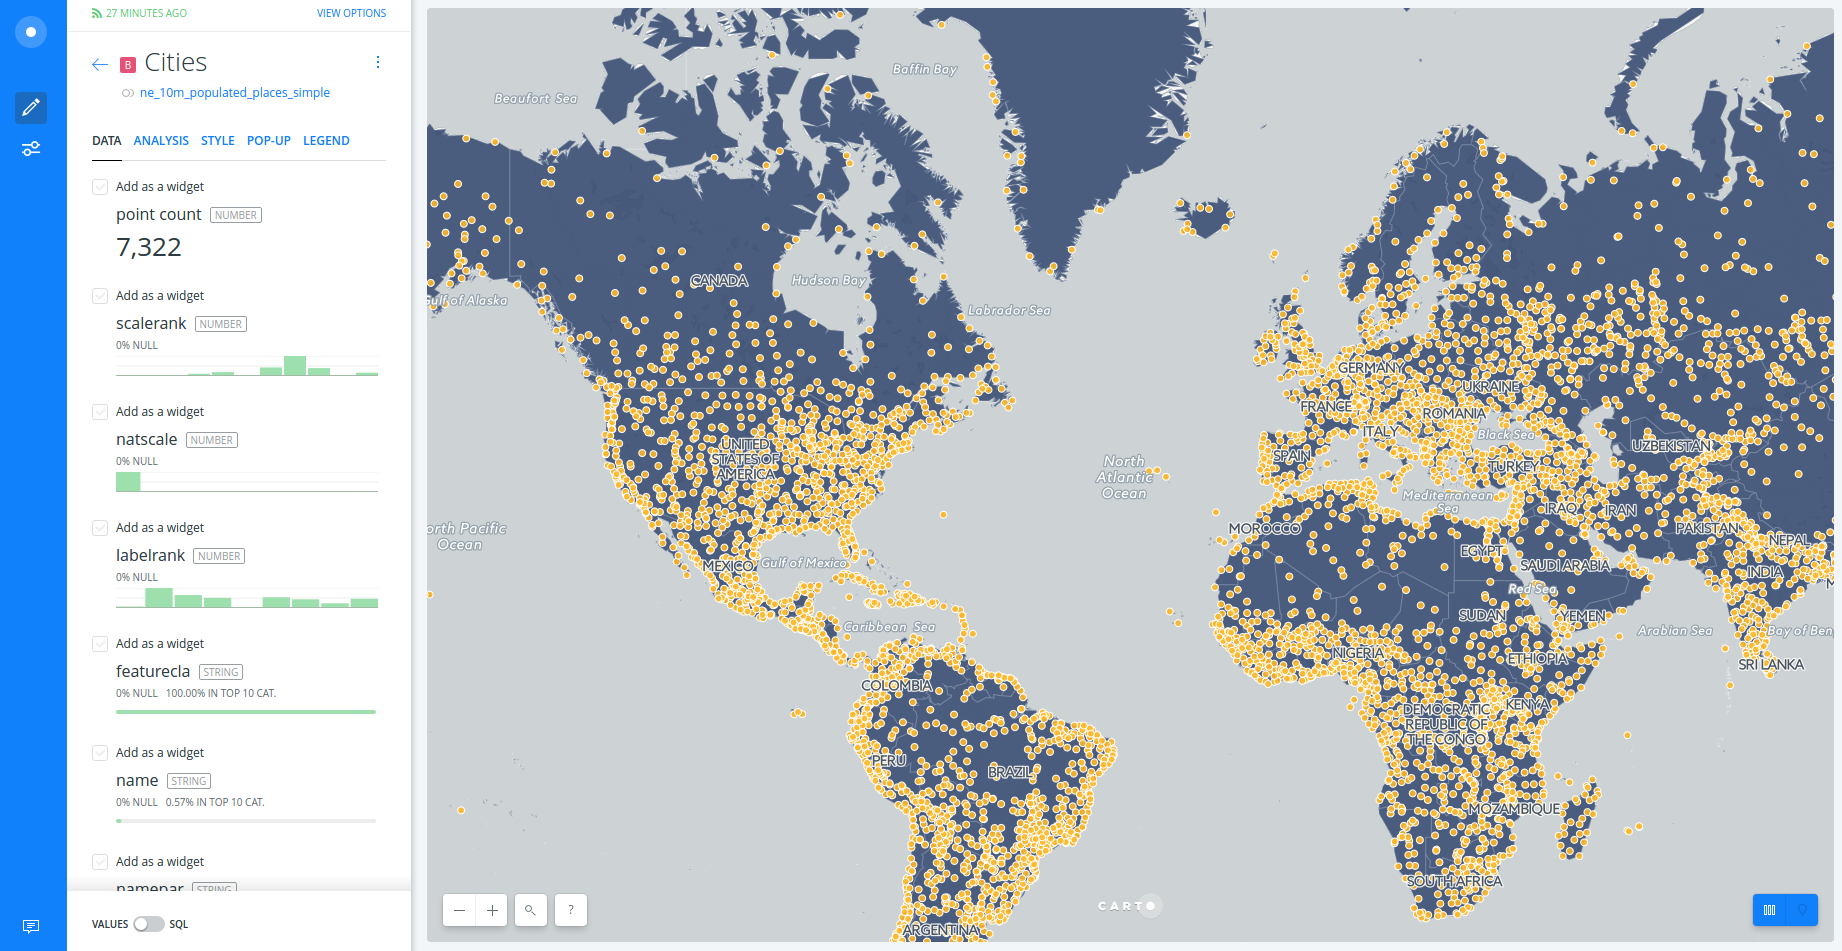 27 MINUTES AGO
VIEW OPTIONS
B Cities
ne_10m_populated_places_simple
DATA ANALYSIS STYLE POP-UP LEGEND
Add as a widget
point count NUMBER
7,322
Add as a widget
scalerank NUMBER
0% NULL
Add as a widget
natscale NUMBER
0% NULL
Add as a widget
labelrank NUMBER
0% NULL
Add as a widget
featurecla STRING
0% NULL 100.00% IN TOP 10 CAT.
Add as a widget
name STRING
0% NULL 0.57% IN TOP 10 CAT.
Add as a widget
namepar STRING
VALUES SQL
Baffin Bay
Beaufort Sea
CANADA
Hudson Bay
Gulf of Alaska
Labrador Sea
GERMANY
UKRAINE
FRANCE
ROMANIA
ITALY
Black Sea
UNITED
STATES OF
AMERICA
UZBEKISTAN
SPAIN
TURKEY
North
Atlantic
Ocean
Mediterranean
Sea
IRAQ
IRAN
orth Pacific
Ocean
MOROCCO
PAKISTAN
NEPAL
EGYPT
MEXICO
Gulf of Mexico
SAUDI ARABIA
INDIA
M
Red Sea
SUDAN
YEMEN
Caribbean Sea
Arabian Sea
Bay of Ben
NIGERIA
ETHIOPIA
SRI LANKA
COLOMBIA
KENYA
DEMOCRATIC
REPUBLIC OF
THE CONGO
PERU
BRAZIL
MOZAMBIQUE
SOUTH AFRICA
ARGENTINA
− + ?
CARTO